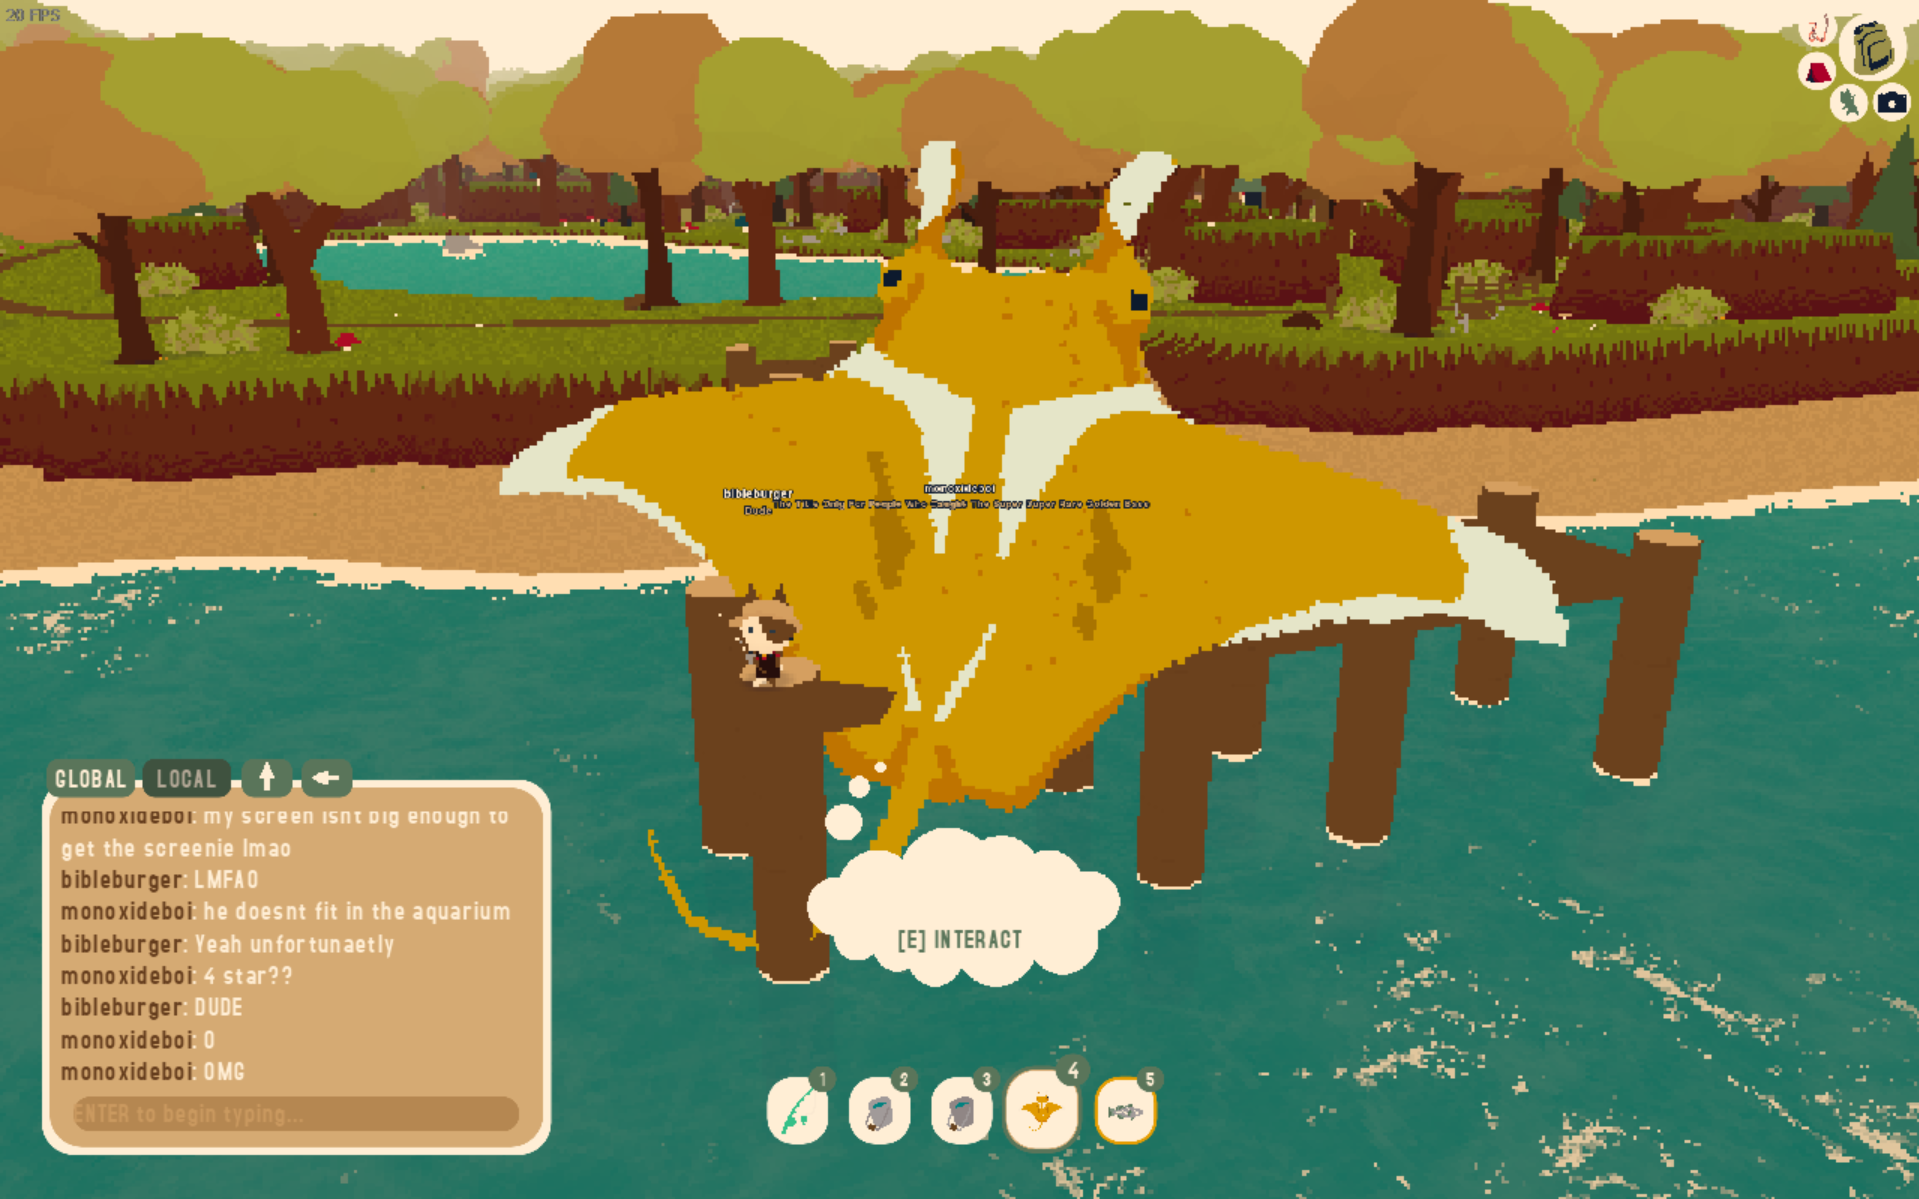 20 FPS
bibleburger
monoxideboi
Dude
The Title Only For People Who Caught The Super Duper Rare Golden Bass
GLOBAL
LOCAL
monoxideboi: my screen isnt big enough to
get the screenie lmao
bibleburger: LMFAO
monoxideboi: he doesnt fit in the aquarium
bibleburger: Yeah unfortunaetly
monoxideboi: 4 star??
bibleburger: DUDE
monoxideboi: O
monoxideboi: OMG
ENTER to begin typing...
[E] INTERACT
1
2
3
4
5